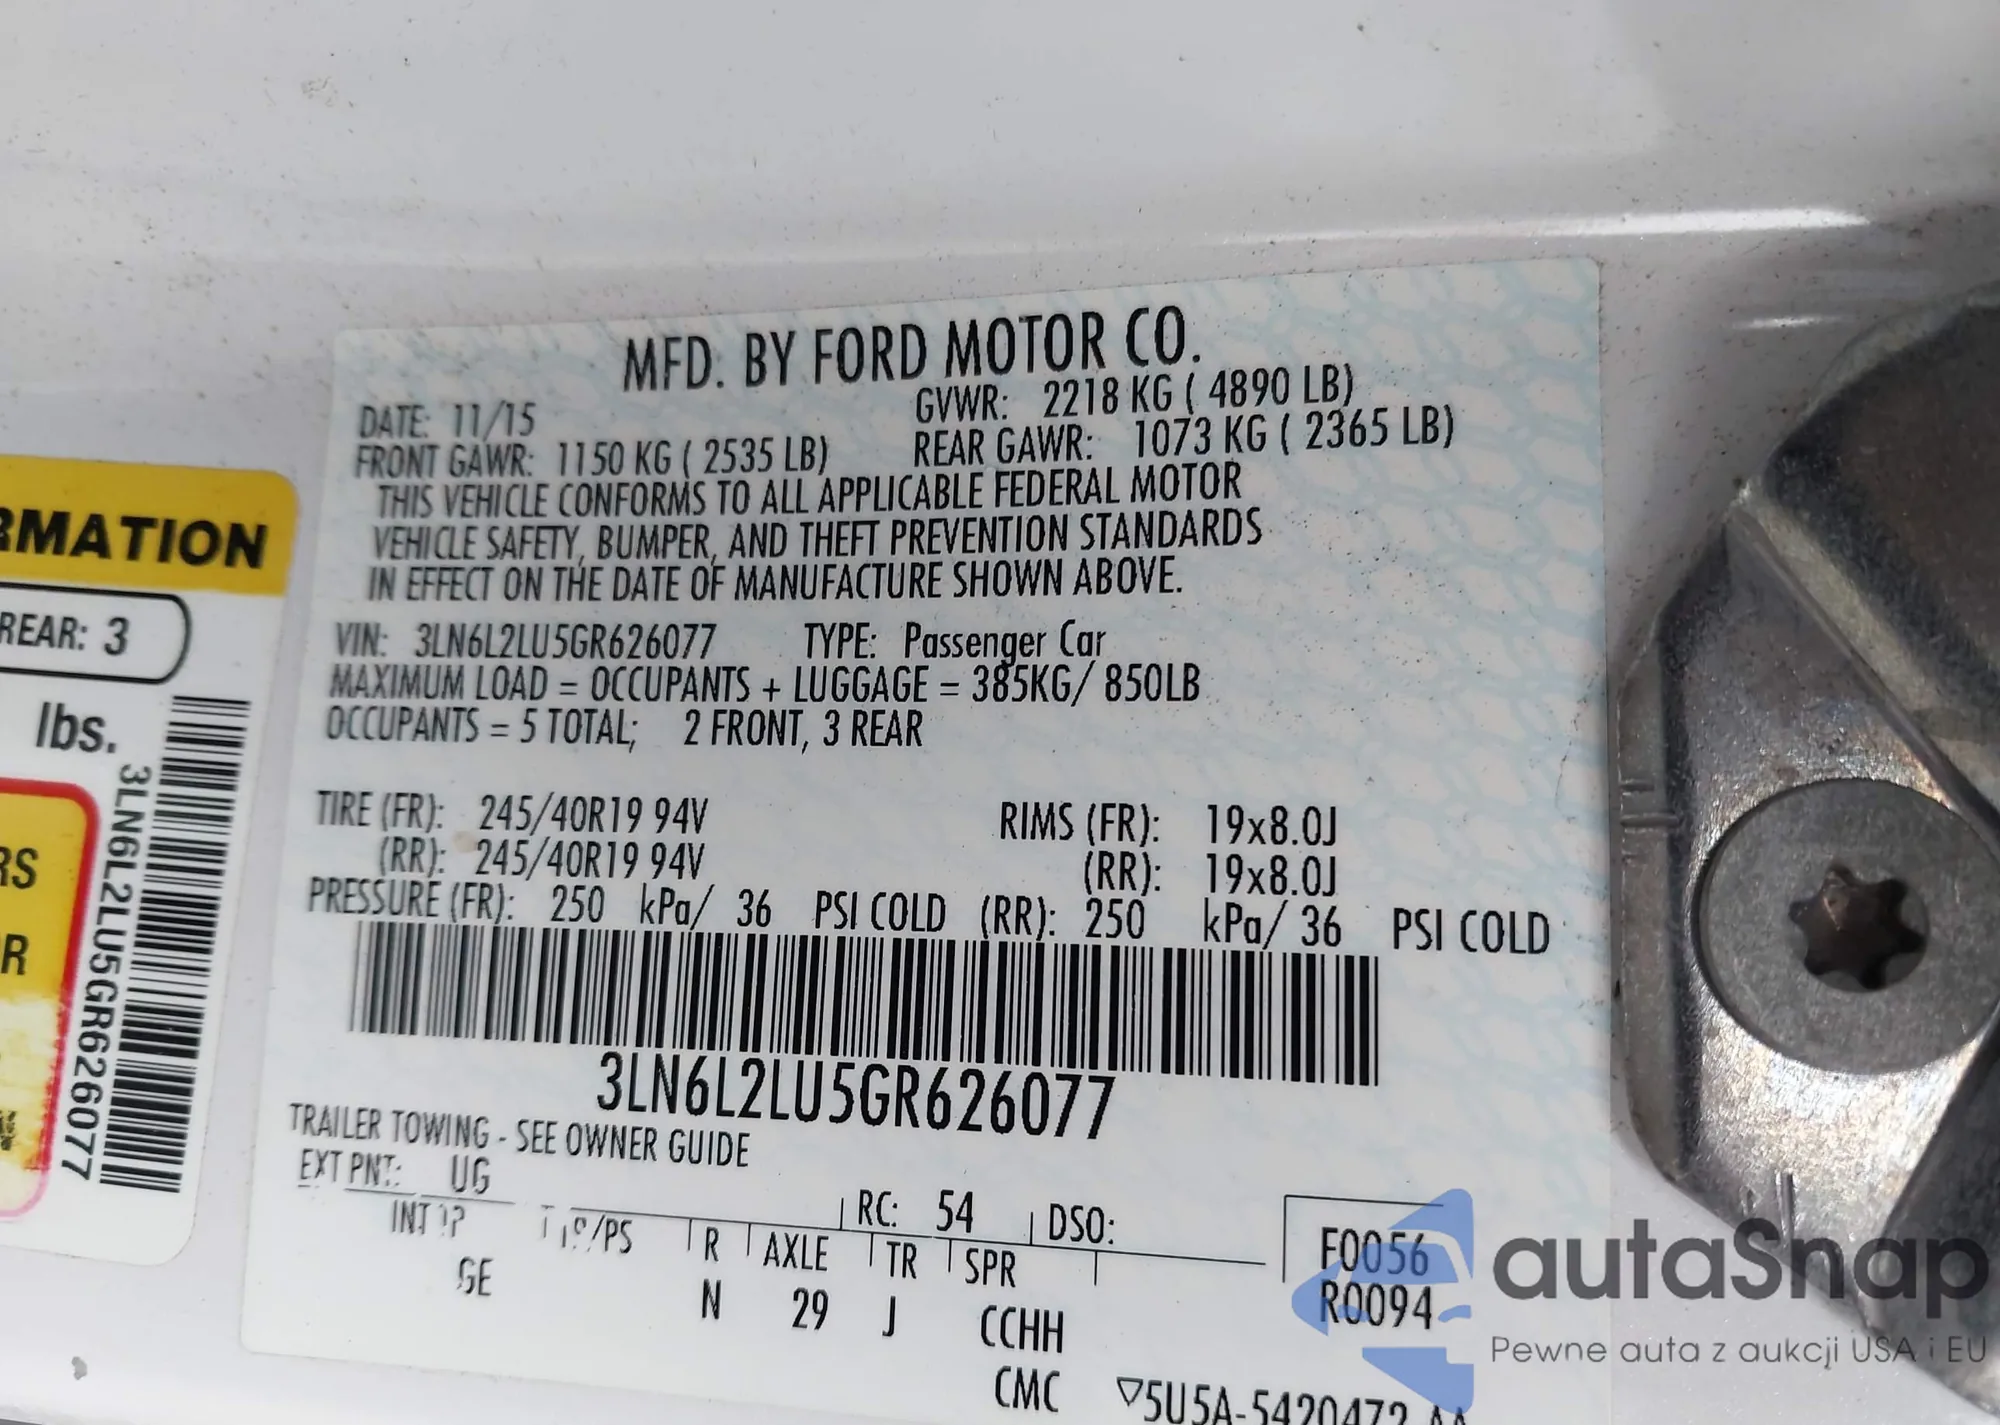 MFD. BY FORD MOTOR CO.
DATE: 11/15 GVWR: 2218 KG ( 4890 LB)
FRONT GAWR: 1150 KG ( 2535 LB) REAR GAWR: 1073 KG ( 2365 LB)
THIS VEHICLE CONFORMS TO ALL APPLICABLE FEDERAL MOTOR
VEHICLE SAFETY, BUMPER, AND THEFT PREVENTION STANDARDS
IN EFFECT ON THE DATE OF MANUFACTURE SHOWN ABOVE.
VIN: 3LN6L2LU5GR626077 TYPE: Passenger Car
MAXIMUM LOAD = OCCUPANTS + LUGGAGE = 385KG/ 850LB
OCCUPANTS = 5 TOTAL; 2 FRONT, 3 REAR
TIRE (FR): 245/40R19 94V RIMS (FR): 19x8.0J
(RR): 245/40R19 94V (RR): 19x8.0J
PRESSURE (FR): 250 kPa/ 36 PSI COLD (RR): 250 kPa/ 36 PSI COLD
3LN6L2LU5GR626077
TRAILER TOWING - SEE OWNER GUIDE
EXT PNT: UG RC: 54 DSO:
INT R AXLE TR SPR
GE N 29 J CCHH
CMC ▽5U5A-5420472
F0056
R0094
RMATION
REAR: 3
lbs.
3LN6L2LU5GR626077
RS
R
autaSnap
Pewne auta z aukcji USA i EU